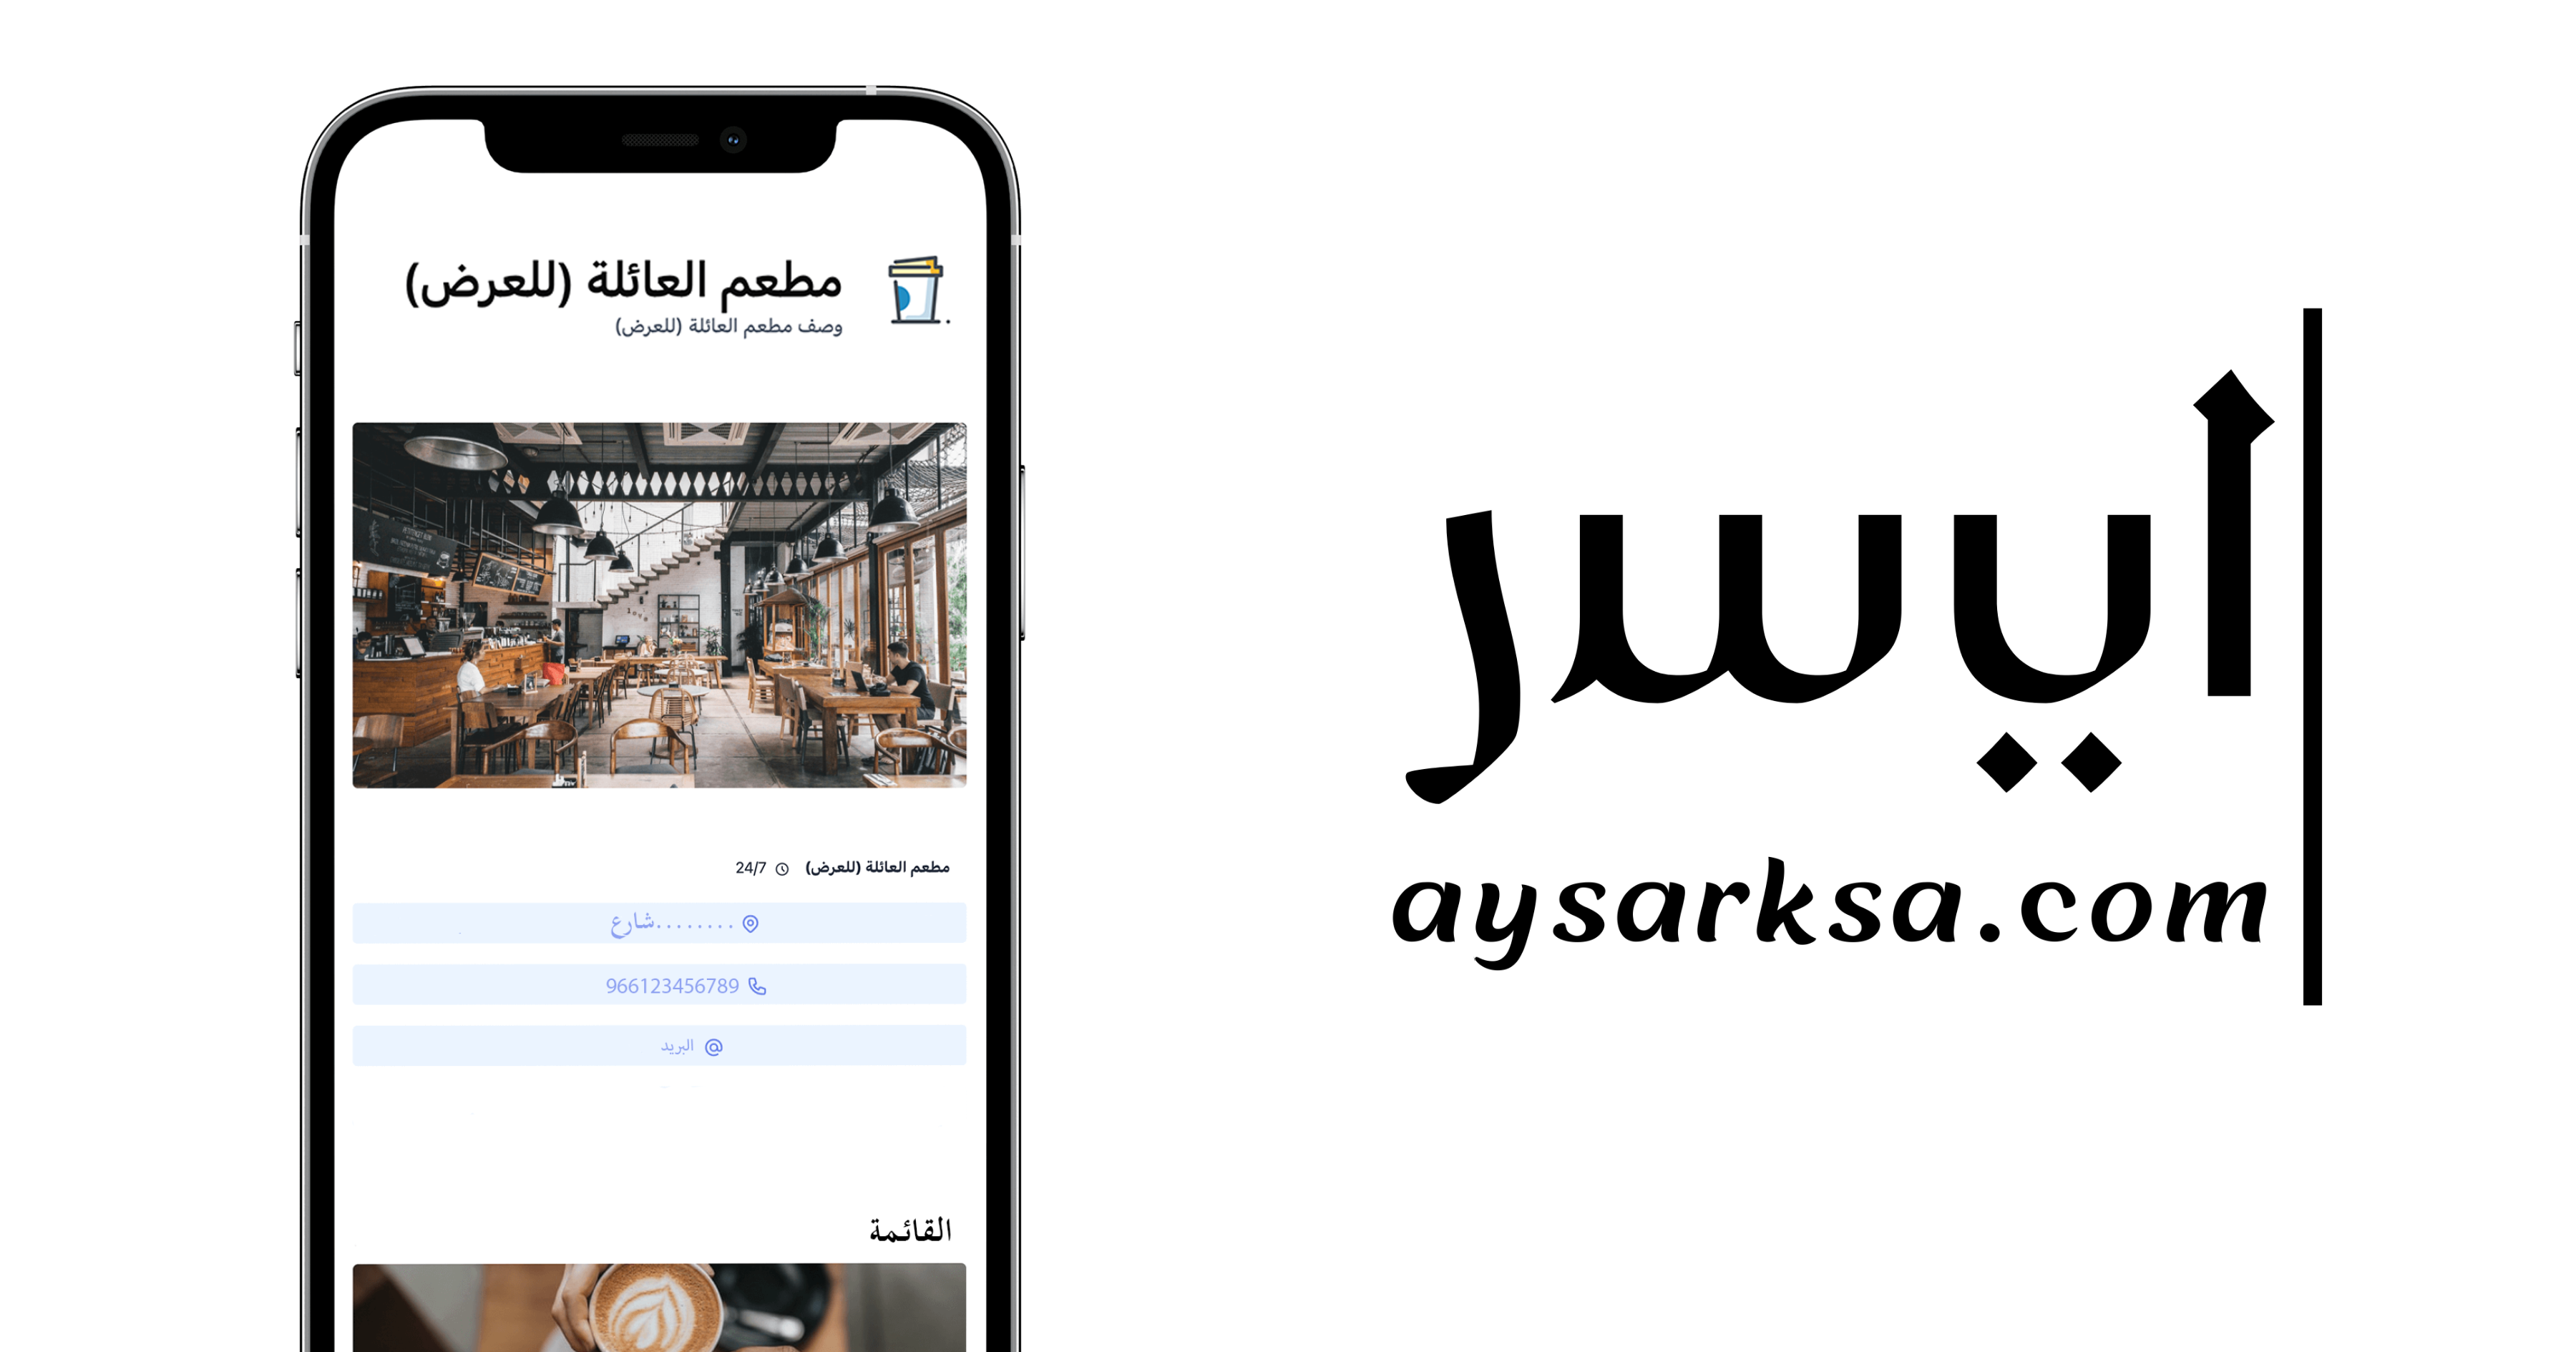 مطعم العائلة (للعرض)
وصف مطعم العائلة (للعرض)
مطعم العائلة (للعرض) 24/7
شارع........
966123456789
البريد
القائمة
ايسر
aysarksa.com